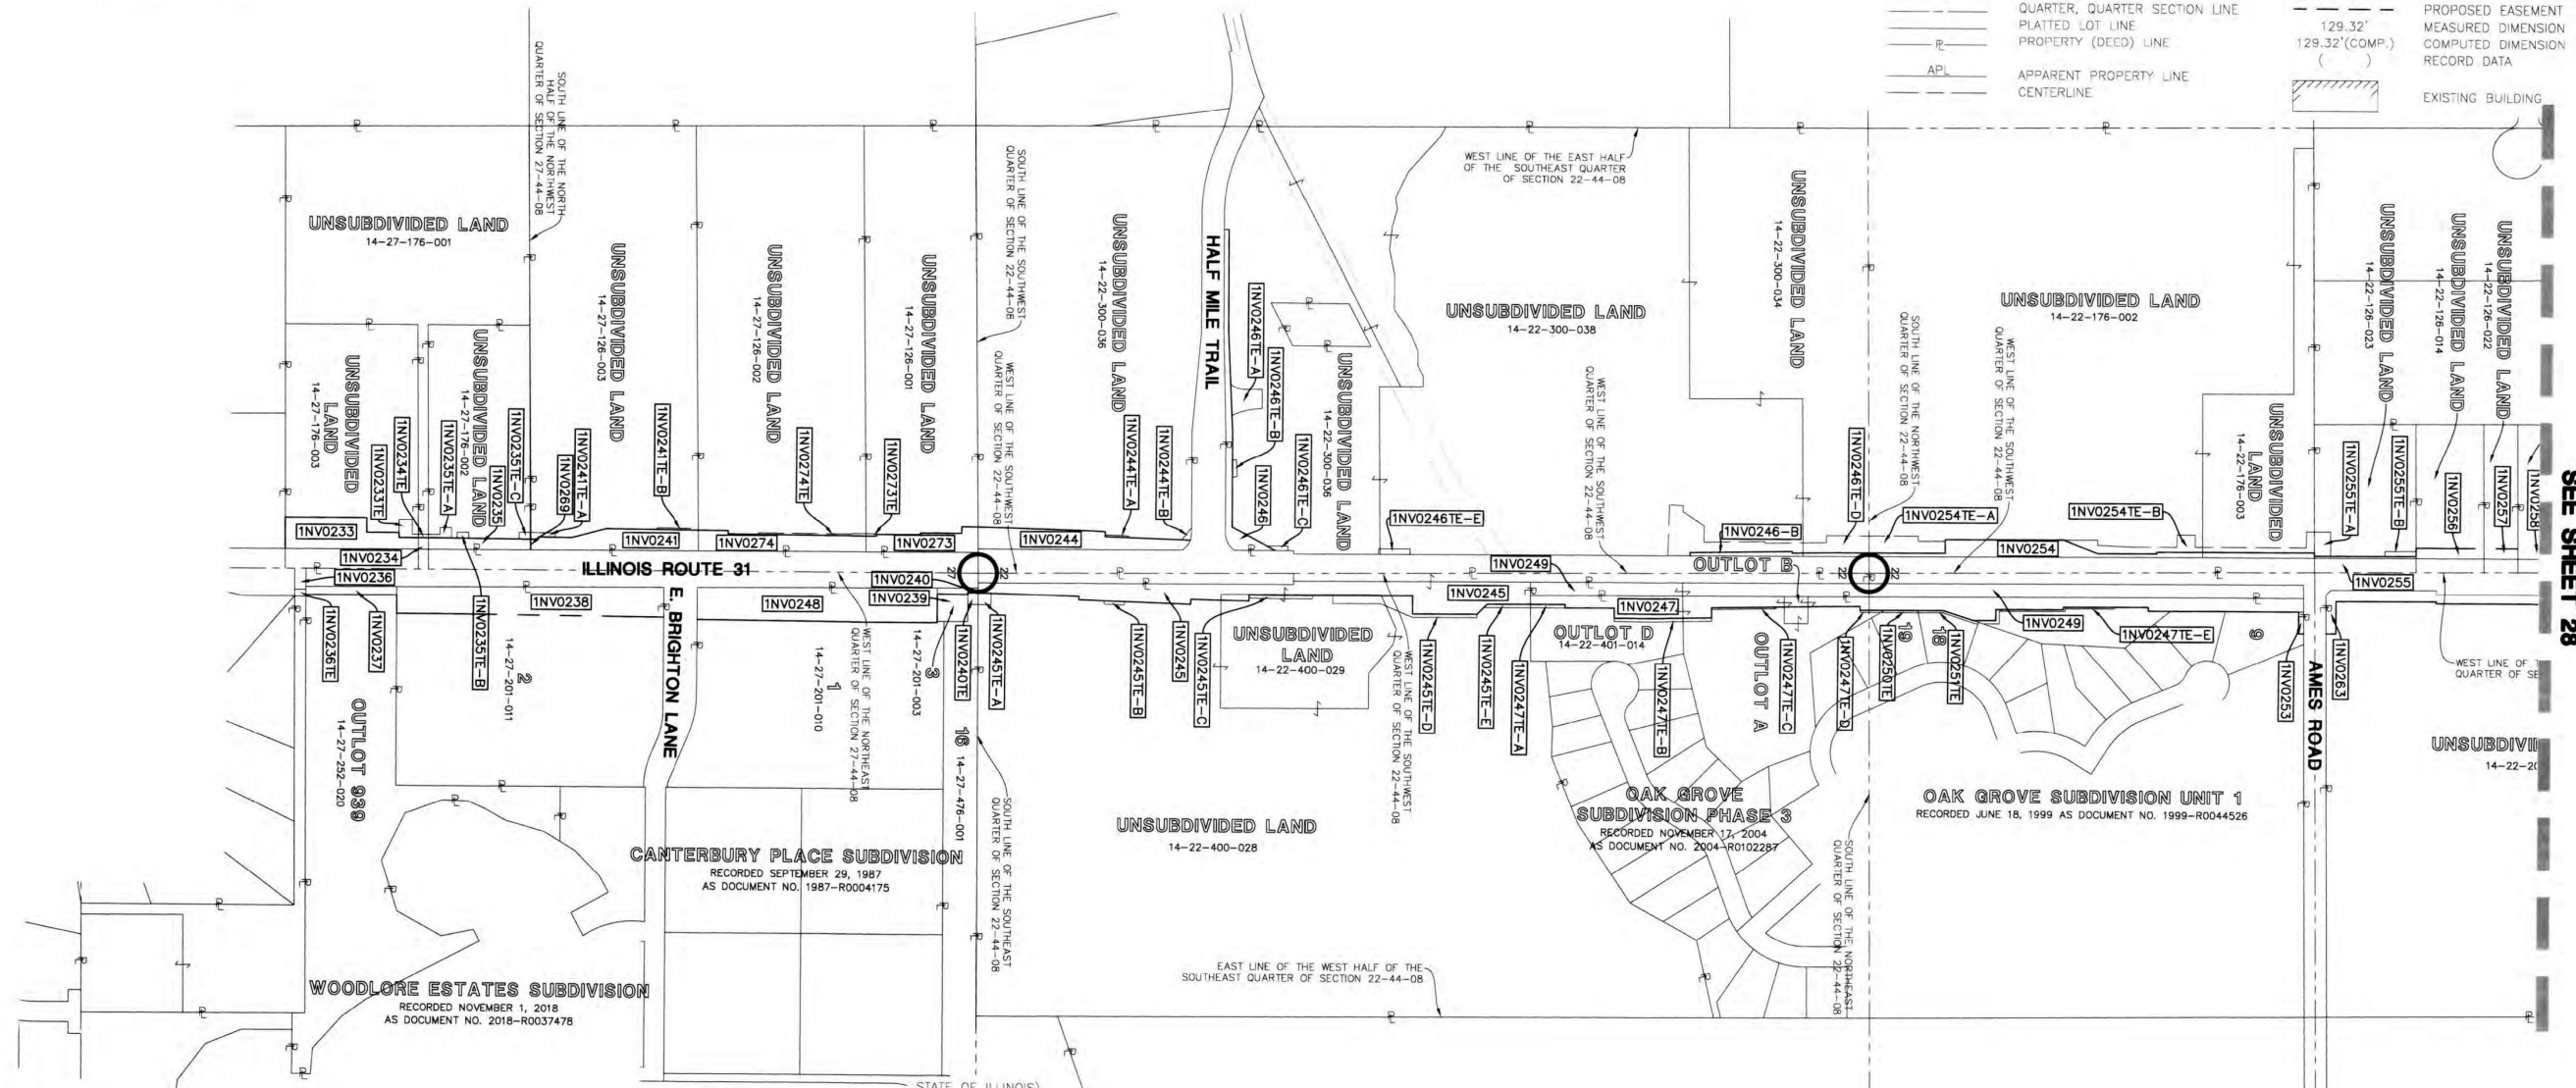 QUARTER, QUARTER SECTION LINE
PLATTED LOT LINE
PROPERTY (DEED) LINE
APL
APPARENT PROPERTY LINE
CENTERLINE
PROPOSED EASEMENT
129.32'
MEASURED DIMENSION
129.32'(COMP.)
COMPUTED DIMENSION
( )
RECORD DATA
EXISTING BUILDING
SOUTH LINE OF THE NORTH
HALF OF THE NORTHWEST
QUARTER OF SECTION 27-44-08
SOUTH LINE OF THE SOUTHWEST
QUARTER OF SECTION 22-44-08
WEST LINE OF THE EAST HALF
OF THE SOUTHEAST QUARTER
OF SECTION 22-44-08
UNSUBDIVIDED LAND
14-27-176-001
UNSUBDIVIDED LAND
14-27-126-003
UNSUBDIVIDED LAND
14-27-126-002
UNSUBDIVIDED LAND
14-27-126-001
UNSUBDIVIDED LAND
14-22-300-036
HALF MILE TRAIL
UNSUBDIVIDED LAND
14-22-300-036
UNSUBDIVIDED LAND
14-22-300-038
UNSUBDIVIDED LAND
14-22-300-034
UNSUBDIVIDED LAND
14-22-176-002
UNSUBDIVIDED LAND
14-22-126-023
UNSUBDIVIDED LAND
14-22-126-014
UNSUBDIVIDED LAND
14-22-126-022
UNSUBDIVIDED
LAND
14-27-176-003
UNSUBDIVIDED LAND
14-27-176-002
UNSUBDIVIDED
LAND
14-22-176-003
WEST LINE OF THE SOUTHWEST
QUARTER OF SECTION 22-44-08
WEST LINE OF THE SOUTHWEST
QUARTER OF SECTION 22-44-08
SOUTH LINE OF THE NORTHWEST
QUARTER OF SECTION 22-44-08
WEST LINE OF THE SOUTHWEST
QUARTER OF SECTION 22-44-08
SEE SHEET 28
1NV0233
1NV0233TE
1NV0234TE
1NV0235TE-A
1NV0235
1NV0235TE-C
1NV0269
1NV0241TE-A
1NV0241TE-B
1NV0274TE
1NV0273TE
1NV0244TE-A
1NV0244TE-B
1NV0246TE-A
1NV0246TE-B
1NV0246
1NV0246TE-C
1NV0246TE-E
1NV0246-B
1NV0246TE-D
1NV0254TE-A
1NV0254TE-B
1NV0255TE-A
1NV0255TE-B
1NV0256
1NV0257
1NV0258
1NV0234
1NV0241
1NV0274
1NV0273
1NV0244
1NV0254
ILLINOIS ROUTE 31
27
22
1NV0249
OUTLOT B
22
22
1NV0255
1NV0236
1NV0240
1NV0239
1NV0238
1NV0248
1NV0245
1NV0247
1NV0249
1NV0247TE-E
1NV0236TE
1NV0237
1NV0235TE-B
E. BRIGHTON LANE
1NV0240TE
1NV0245TE-A
1NV0245TE-B
1NV0245
1NV0245TE-C
1NV0245TE-D
1NV0245TE-E
1NV0247TE-A
1NV0247TE-B
1NV0247TE-C
1NV0247TE-D
1NV0250TE
1NV0251TE
1NV0253
1NV0263
AMES ROAD
OUTLOT 939
14-27-252-020
2
14-27-201-011
1
14-27-201-010
3
14-27-201-003
WEST LINE OF THE NORTHEAST
QUARTER OF SECTION 27-44-08
16
14-27-476-001
SOUTH LINE OF THE SOUTHEAST
QUARTER OF SECTION 22-44-08
UNSUBDIVIDED
LAND
14-22-400-029
WEST LINE OF THE SOUTHWEST
QUARTER OF SECTION 22-44-08
OUTLOT D
14-22-401-014
OUTLOT A
19
18
9
WEST LINE OF
QUARTER OF SE
UNSUBDIVI
14-22-20
UNSUBDIVIDED LAND
14-22-400-028
OAK GROVE
SUBDIVISION PHASE 3
RECORDED NOVEMBER 17, 2004
AS DOCUMENT NO. 2004-R0102287
OAK GROVE SUBDIVISION UNIT 1
RECORDED JUNE 18, 1999 AS DOCUMENT NO. 1999-R0044526
SOUTH LINE OF THE NORTHEAST
QUARTER OF SECTION 22-44-08
CANTERBURY PLACE SUBDIVISION
RECORDED SEPTEMBER 29, 1987
AS DOCUMENT NO. 1987-R0004175
EAST LINE OF THE WEST HALF OF THE
SOUTHEAST QUARTER OF SECTION 22-44-08
WOODLORE ESTATES SUBDIVISION
RECORDED NOVEMBER 1, 2018
AS DOCUMENT NO. 2018-R0037478
STATE OF ILLINOIS)